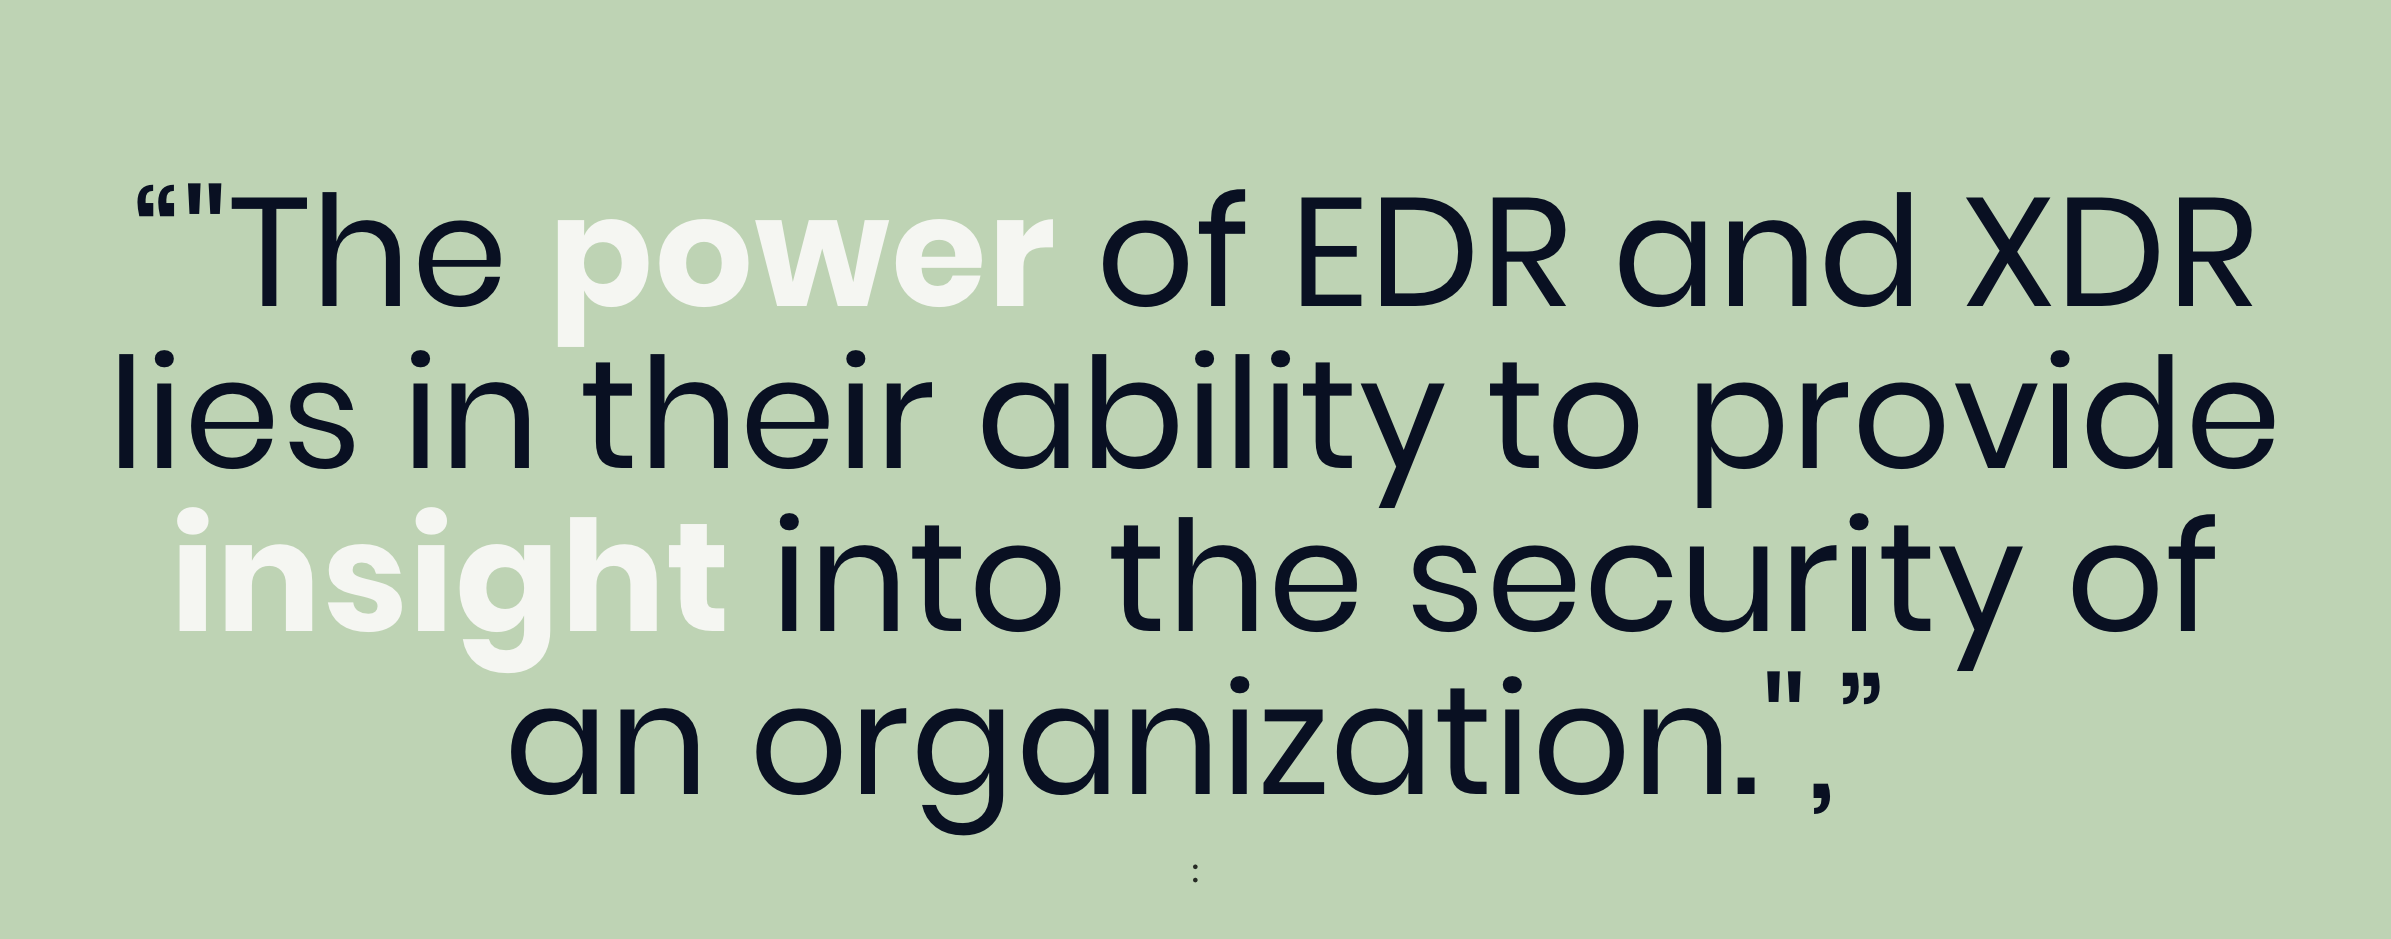 “"The power of EDR and XDR
lies in their ability to provide
insight into the security of
an organization." ,”
: